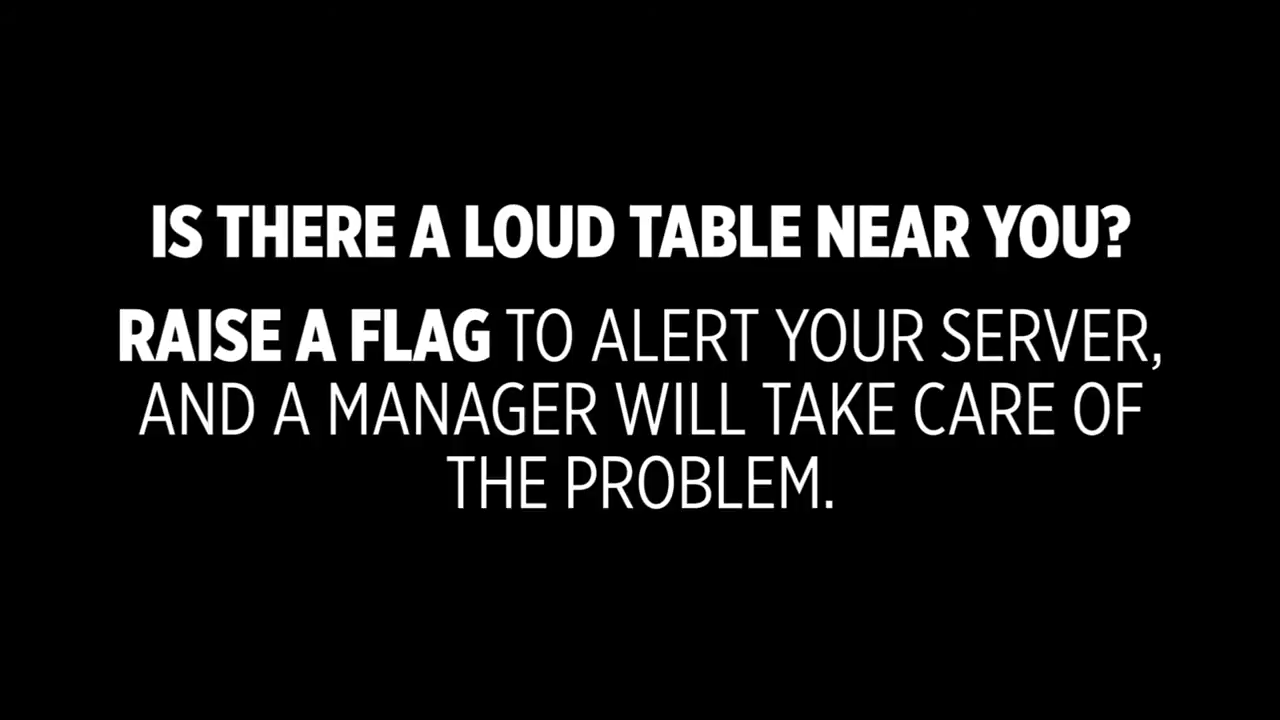 IS THERE A LOUD TABLE NEAR YOU?
RAISE A FLAG TO ALERT YOUR SERVER,
AND A MANAGER WILL TAKE CARE OF
THE PROBLEM.